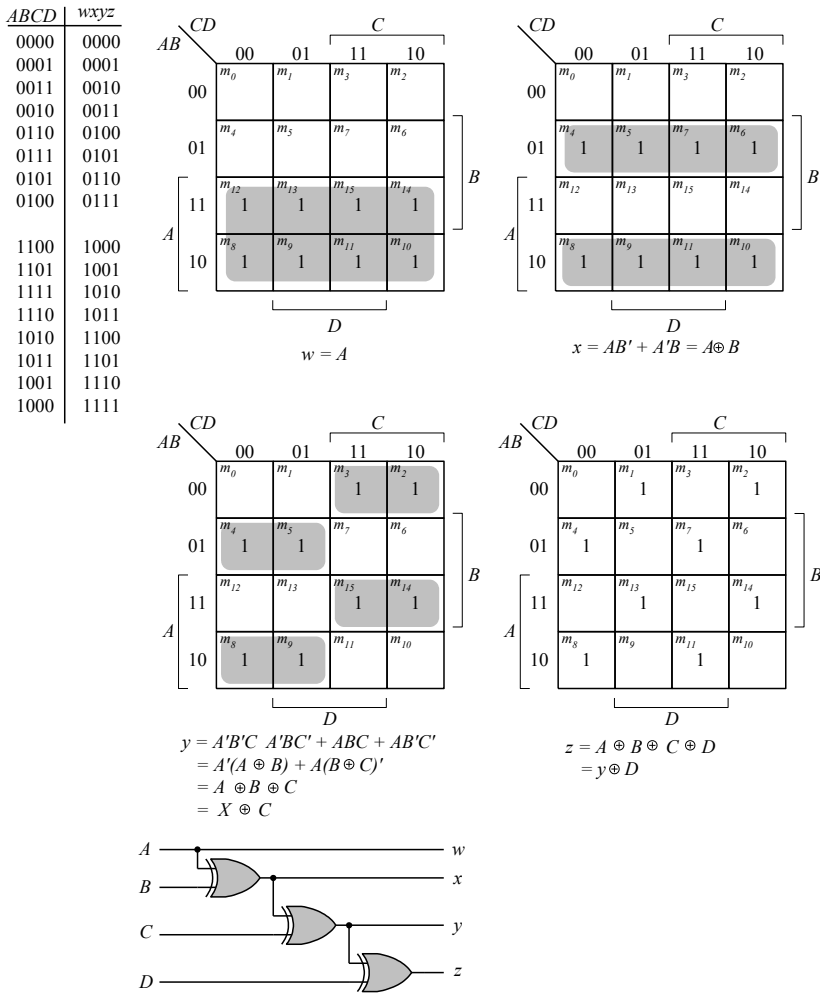 ABCD wxyz
0000 0000
0001 0001
0011 0010
0010 0011
0110 0100
0111 0101
0101 0110
0100 0111
1100 1000
1101 1001
1111 1010
1110 1011
1010 1100
1011 1101
1001 1110
1000 1111
CD C
AB 00 01 11 10
m0 m1 m3 m2
00
m4 m5 m7 m6
01
B
m12 m13 m15 m14
11 1 1 1 1
A
m8 m9 m11 m10
10 1 1 1 1
D
w = A
CD C
AB 00 01 11 10
m0 m1 m3 m2
00
m4 m5 m7 m6
01 1 1 1 1
B
m12 m13 m15 m14
11
A
m8 m9 m11 m10
10 1 1 1 1
D
x = AB' + A'B = A⊕B
CD C
AB 00 01 11 10
m0 m1 m3 m2
00 1 1
m4 m5 m7 m6
01 1 1
B
m12 m13 m15 m14
11 1 1
A
m8 m9 m11 m10
10 1 1
D
y = A'B'C A'BC' + ABC + AB'C'
= A'(A ⊕ B) + A(B ⊕ C)'
= A ⊕ B ⊕ C
= X ⊕ C
CD C
AB 00 01 11 10
m0 m1 m3 m2
00 1 1
m4 m5 m7 m6
01 1 1
B
m12 m13 m15 m14
11 1 1
A
m8 m9 m11 m10
10 1 1
D
z = A ⊕ B ⊕ C ⊕ D
= y ⊕ D
A w
B x
C y
D z